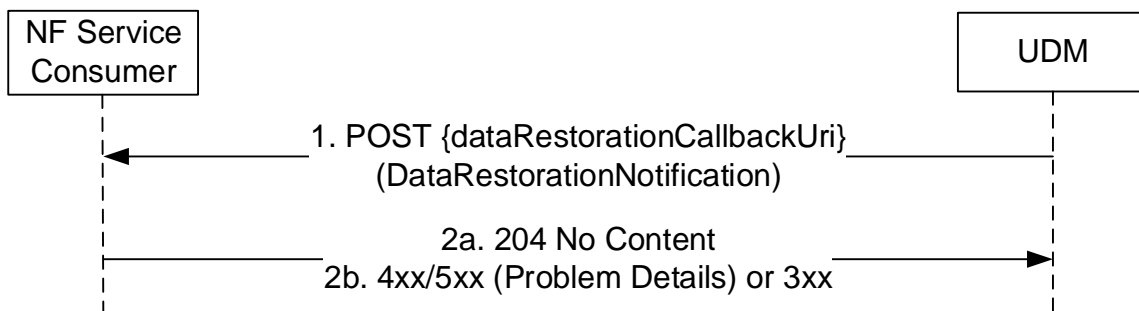 NF Service
Consumer
UDM
1. POST {dataRestorationCallbackUri}
(DataRestorationNotification)
2a. 204 No Content
2b. 4xx/5xx (Problem Details) or 3xx